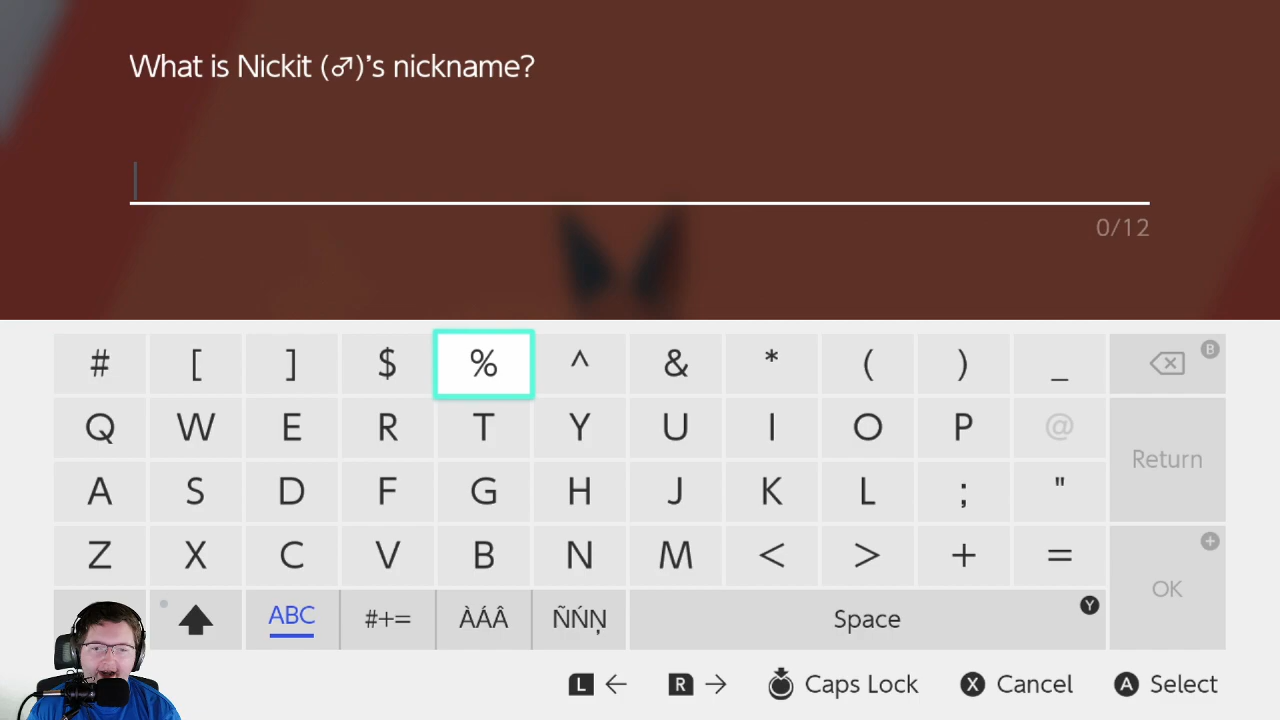 What is Nickit (♂)'s nickname?
0/12
# [ ] $ % ^ & * ( ) _ B
Q W E R T Y U I O P @ Return
A S D F G H J K L ; "
Z X C V B N M < > + = +
ABC #+= ÀÁÂ ÑŃŅ Space Y OK
L ← R → Caps Lock X Cancel A Select